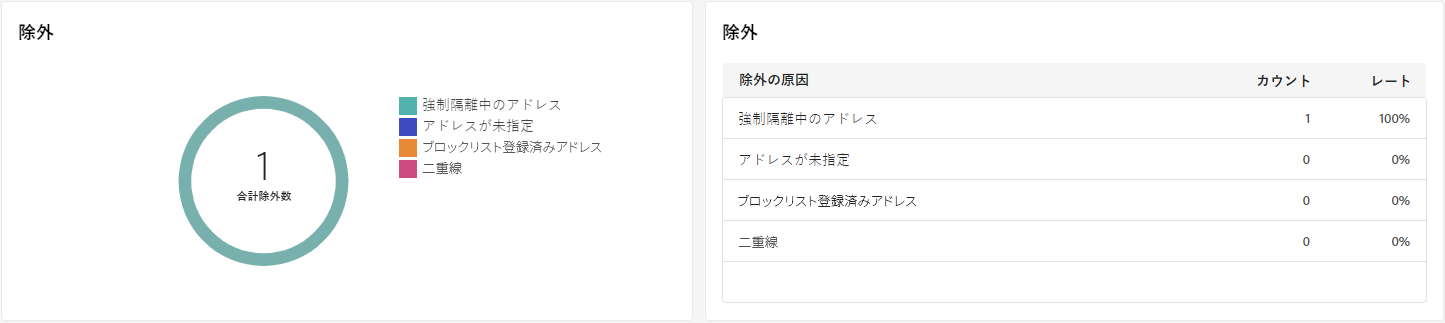 除外
1
合計除外数
強制隔離中のアドレス
アドレスが未指定
ブロックリスト登録済みアドレス
二重線
除外
除外の原因 カウント レート
強制隔離中のアドレス 1 100%
アドレスが未指定 0 0%
ブロックリスト登録済みアドレス 0 0%
二重線 0 0%